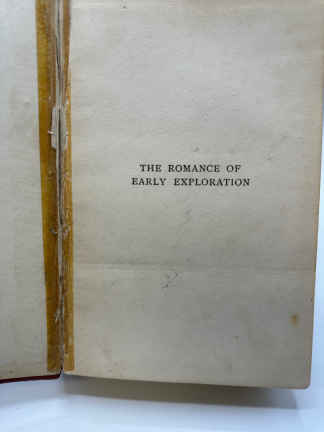 THE ROMANCE OF
EARLY EXPLORATION